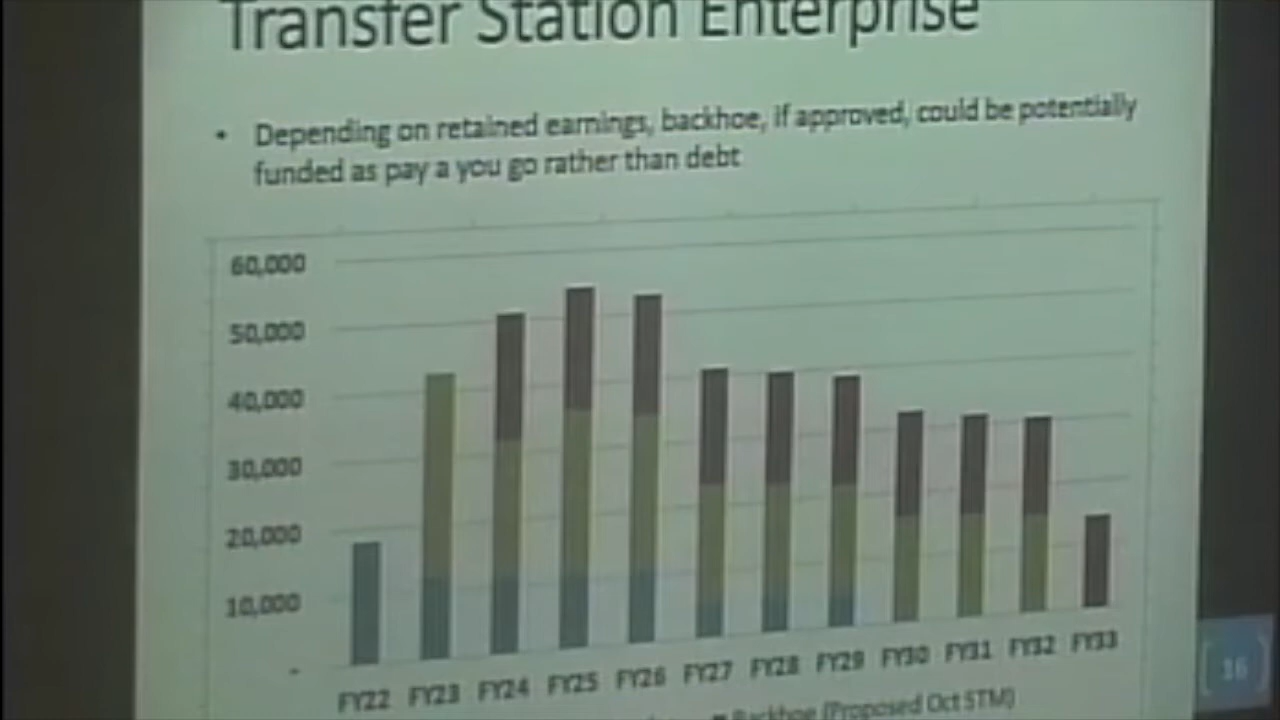 Transfer Station Enterprise
• Depending on retained earnings, backhoe, if approved, could be potentially
funded as pay a you go rather than debt
60,000
50,000
40,000
30,000
20,000
10,000
-
FY22 FY23 FY24 FY25 FY26 FY27 FY28 FY29 FY30 FY31 FY32 FY33
Backhoe (Proposed Oct STM)
16